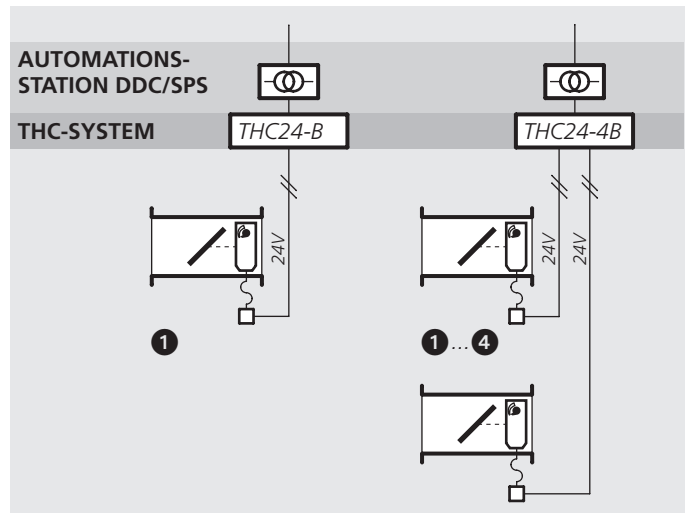 AUTOMATIONS-
STATION DDC/SPS
THC-SYSTEM
THC24-B
THC24-4B
24V
24V
24V
1
1...4